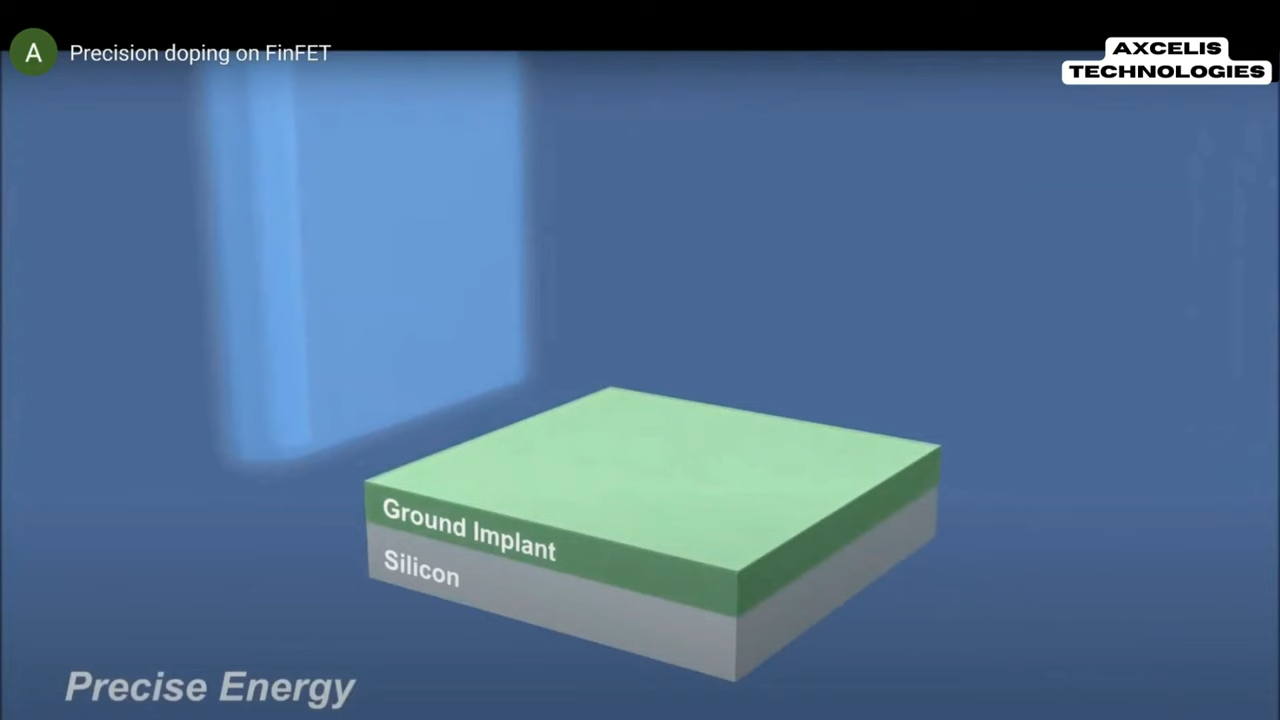 A
Precision doping on FinFET
AXCELIS
TECHNOLOGIES
Ground Implant
Silicon
Precise Energy